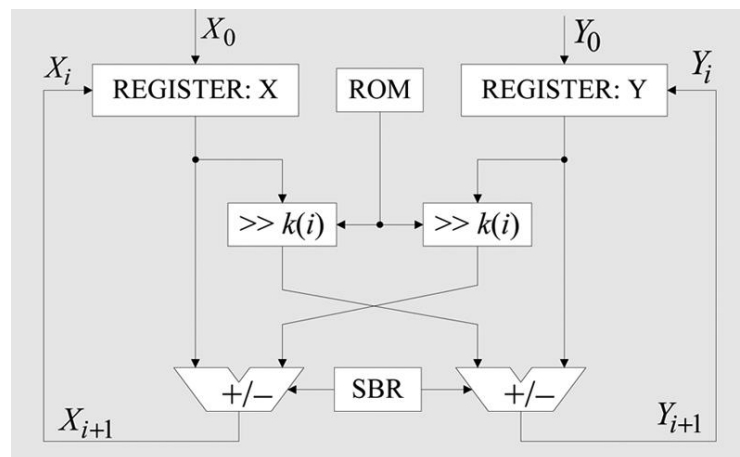 X₀
Y₀
Xᵢ
Yᵢ
REGISTER: X
ROM
REGISTER: Y
>> k(i)
>> k(i)
+/−
SBR
+/−
Xᵢ₊₁
Yᵢ₊₁